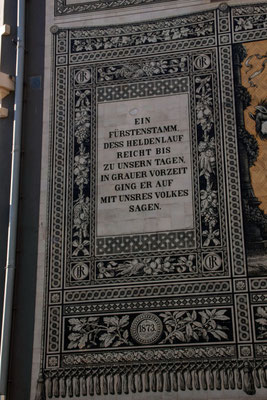 EIN
FÜRSTENSTAMM,
DESS HELDENLAUF
REICHT BIS
ZU UNSERN TAGEN,
IN GRAUER VORZEIT
GING ER AUF
MIT UNSRES VOLKES
SAGEN.
1873.